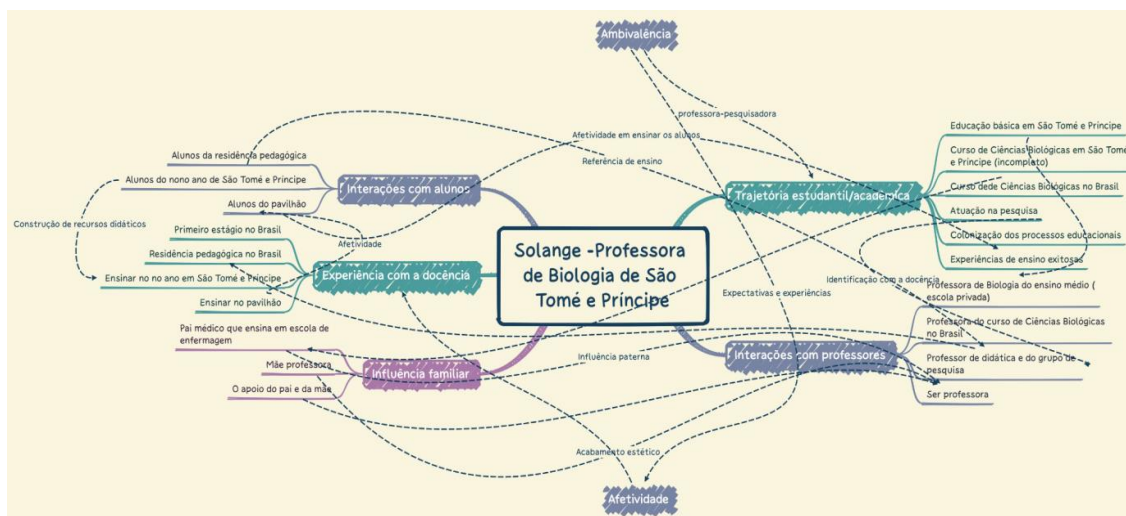 Ambivalência
professora-pesquisadora
Afetividade em ensinar os alunos
Referência de ensino
Alunos da residência pedagógica
Alunos do nono ano de São Tomé e Príncipe
Alunos do pavilhão
Interações com alunos
Construção de recursos didáticos
Afetividade
Primeiro estágio no Brasil
Residência pedagógica no Brasil
Ensinar no no ano em São Tomé e Príncipe
Ensinar no pavilhão
Experiência com a docência
Pai médico que ensina em escola de
enfermagem
Mãe professora
O apoio do pai e da mãe
Influência familiar
Solange -Professora
de Biologia de São
Tomé e Príncipe
Trajetória estudantil/acadêmica
Educação básica em São Tomé e Príncipe
Curso de Ciências Biológicas em São Tomé
e Príncipe (incompleto)
Curso dede Ciências Biológicas no Brasil
Atuação na pesquisa
Colonização dos processos educacionais
Experiências de ensino exitosas
Identificação com a docência
Expectativas e experiências
Interações com professores
Professora de Biologia do ensino médio (
escola privada)
Professora do curso de Ciências Biológicas
no Brasil
Professor de didática e do grupo de
pesquisa
Ser professora
Influência paterna
Acabamento estético
Afetividade